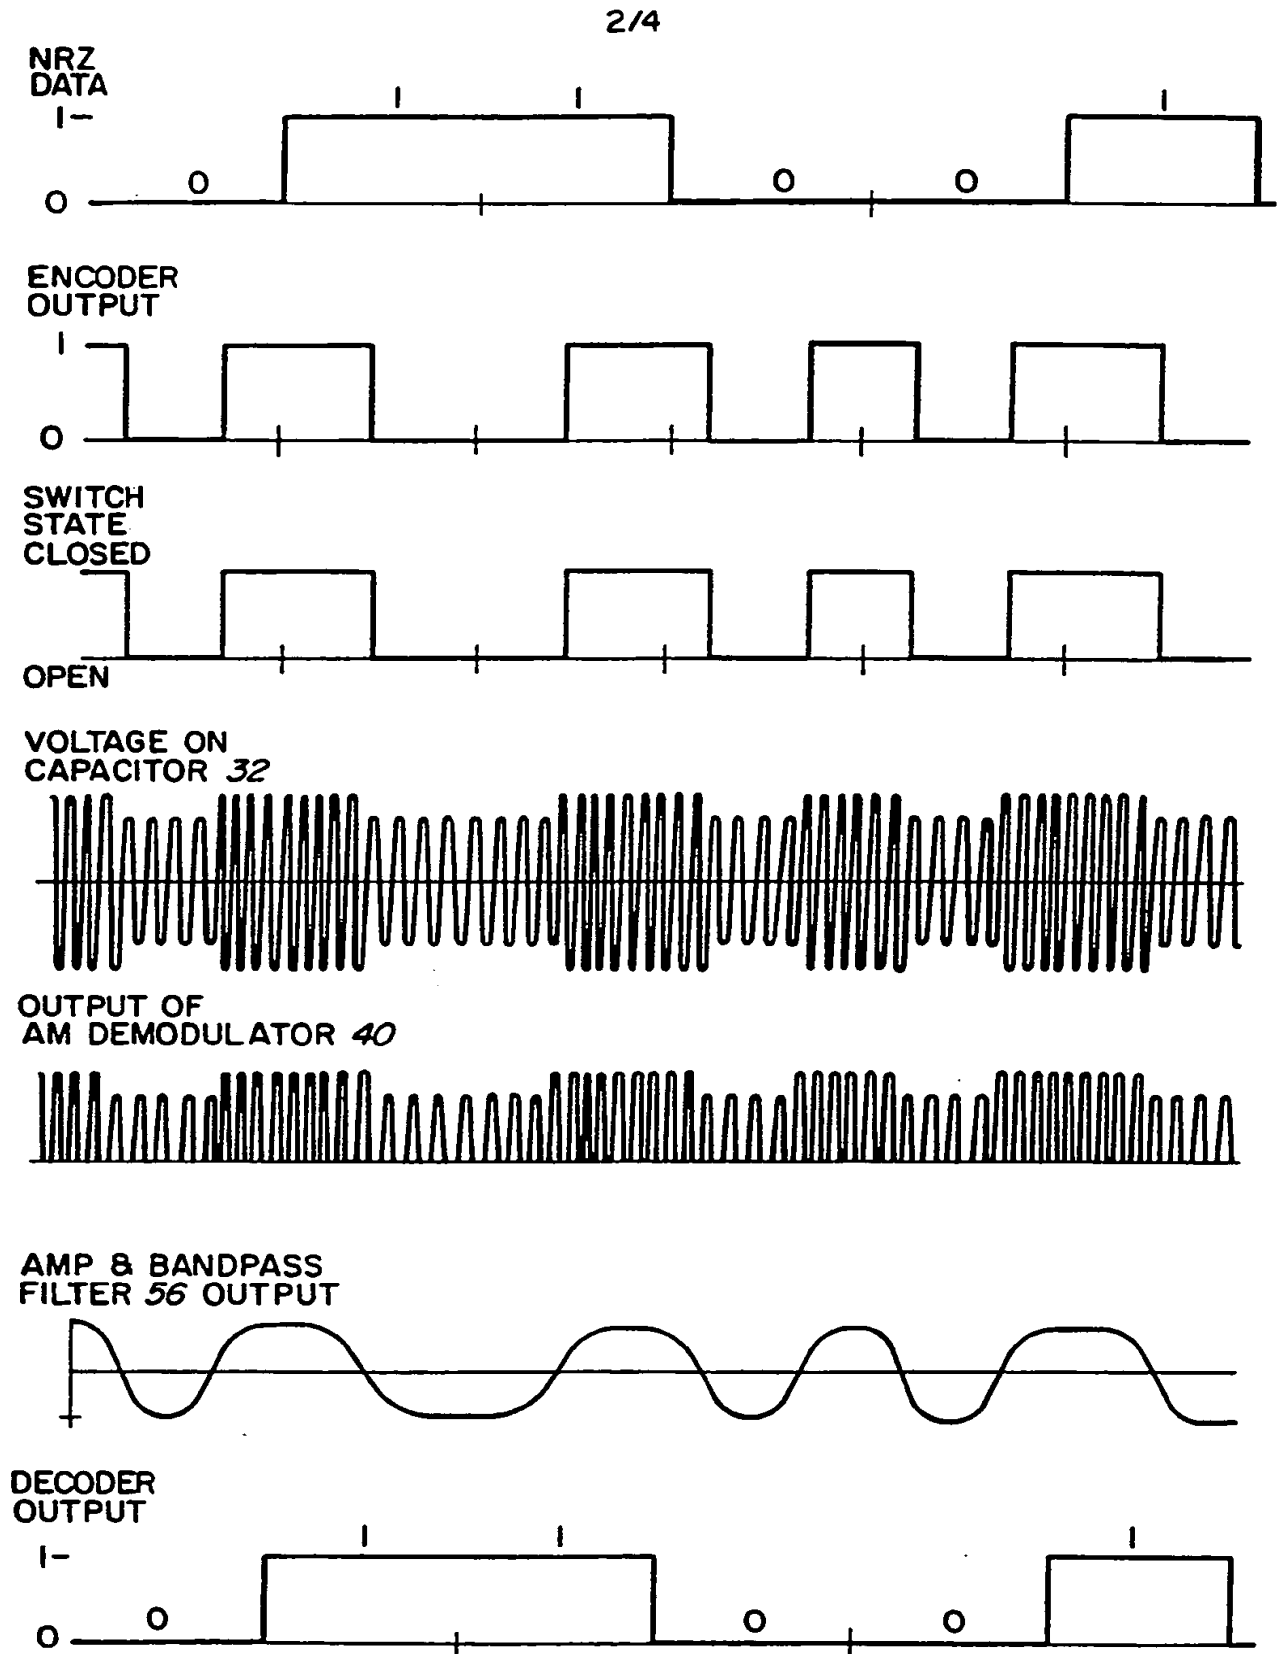 2/4
NRZ
DATA
1 1 1
1-
0 0 0
0
ENCODER
OUTPUT
1
0
SWITCH
STATE
CLOSED
OPEN
VOLTAGE ON
CAPACITOR 32
OUTPUT OF
AM DEMODULATOR 40
AMP & BANDPASS
FILTER 56 OUTPUT
DECODER
OUTPUT
1 1 1
1-
0 0 0
0